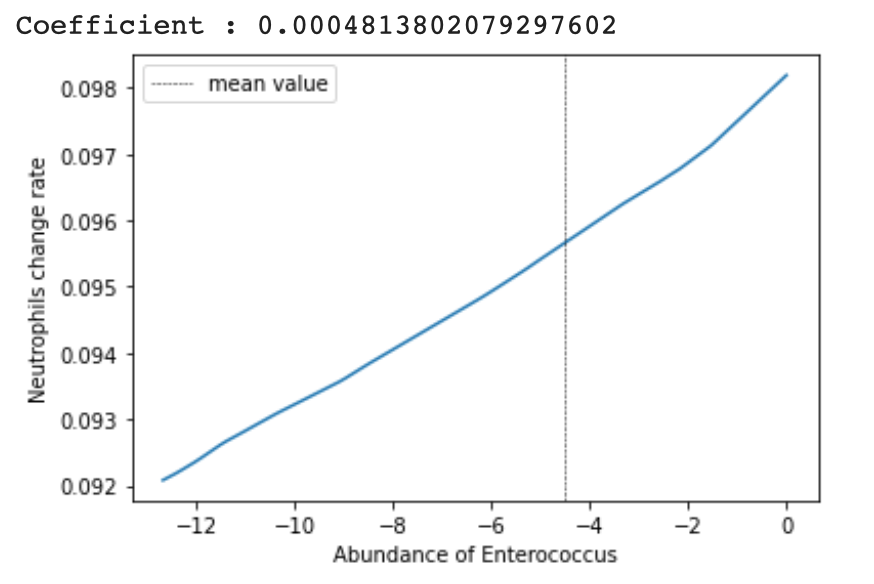 Coefficient : 0.0004813802079297602
mean value
0.098
0.097
0.096
0.095
0.094
0.093
0.092
Neutrophils change rate
−12 −10 −8 −6 −4 −2 0
Abundance of Enterococcus